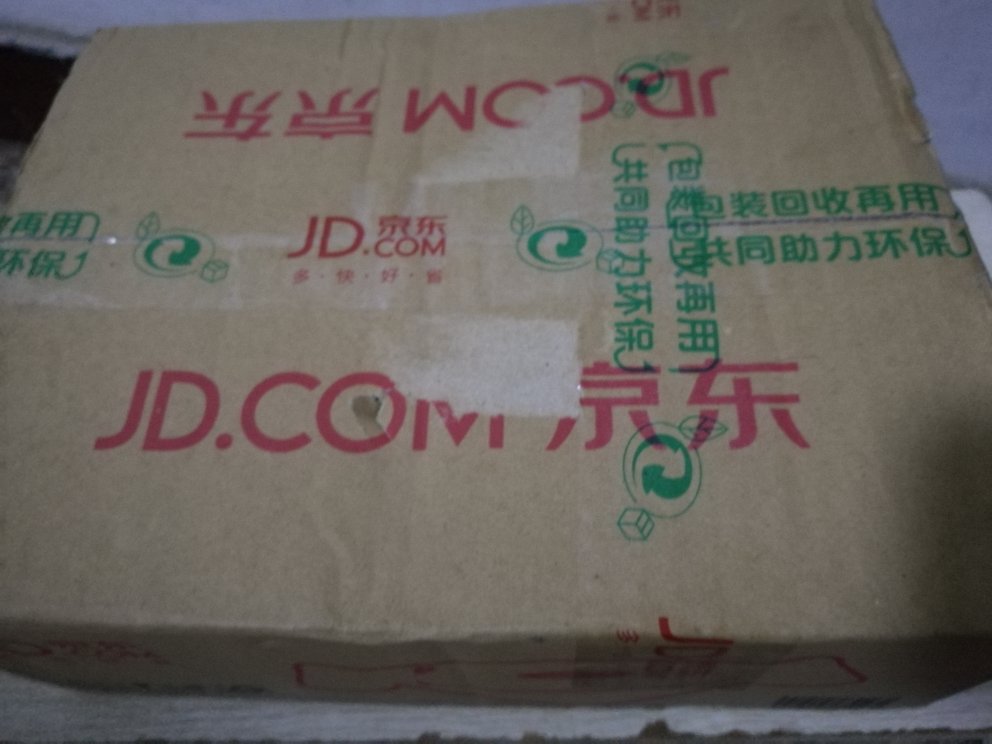 JD.COM 京东
包装回收再用
共同助力环保
再用
环保
JD.京东
.COM
多·快·好·省
包装回收再用
共同助力环保
JD.COM 京东
JD
多